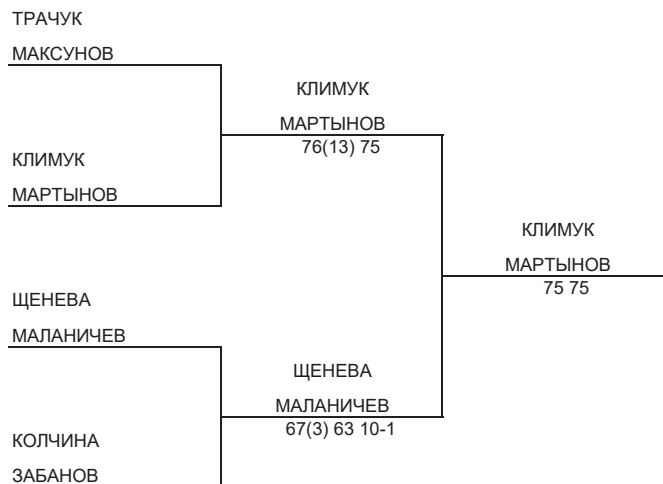 ТРАЧУК
МАКСУНОВ
КЛИМУК
МАРТЫНОВ
76(13) 75
КЛИМУК
МАРТЫНОВ
КЛИМУК
МАРТЫНОВ
75 75
ЩЕНЕВА
МАЛАНИЧЕВ
ЩЕНЕВА
МАЛАНИЧЕВ
67(3) 63 10-1
КОЛЧИНА
ЗАБАНОВ